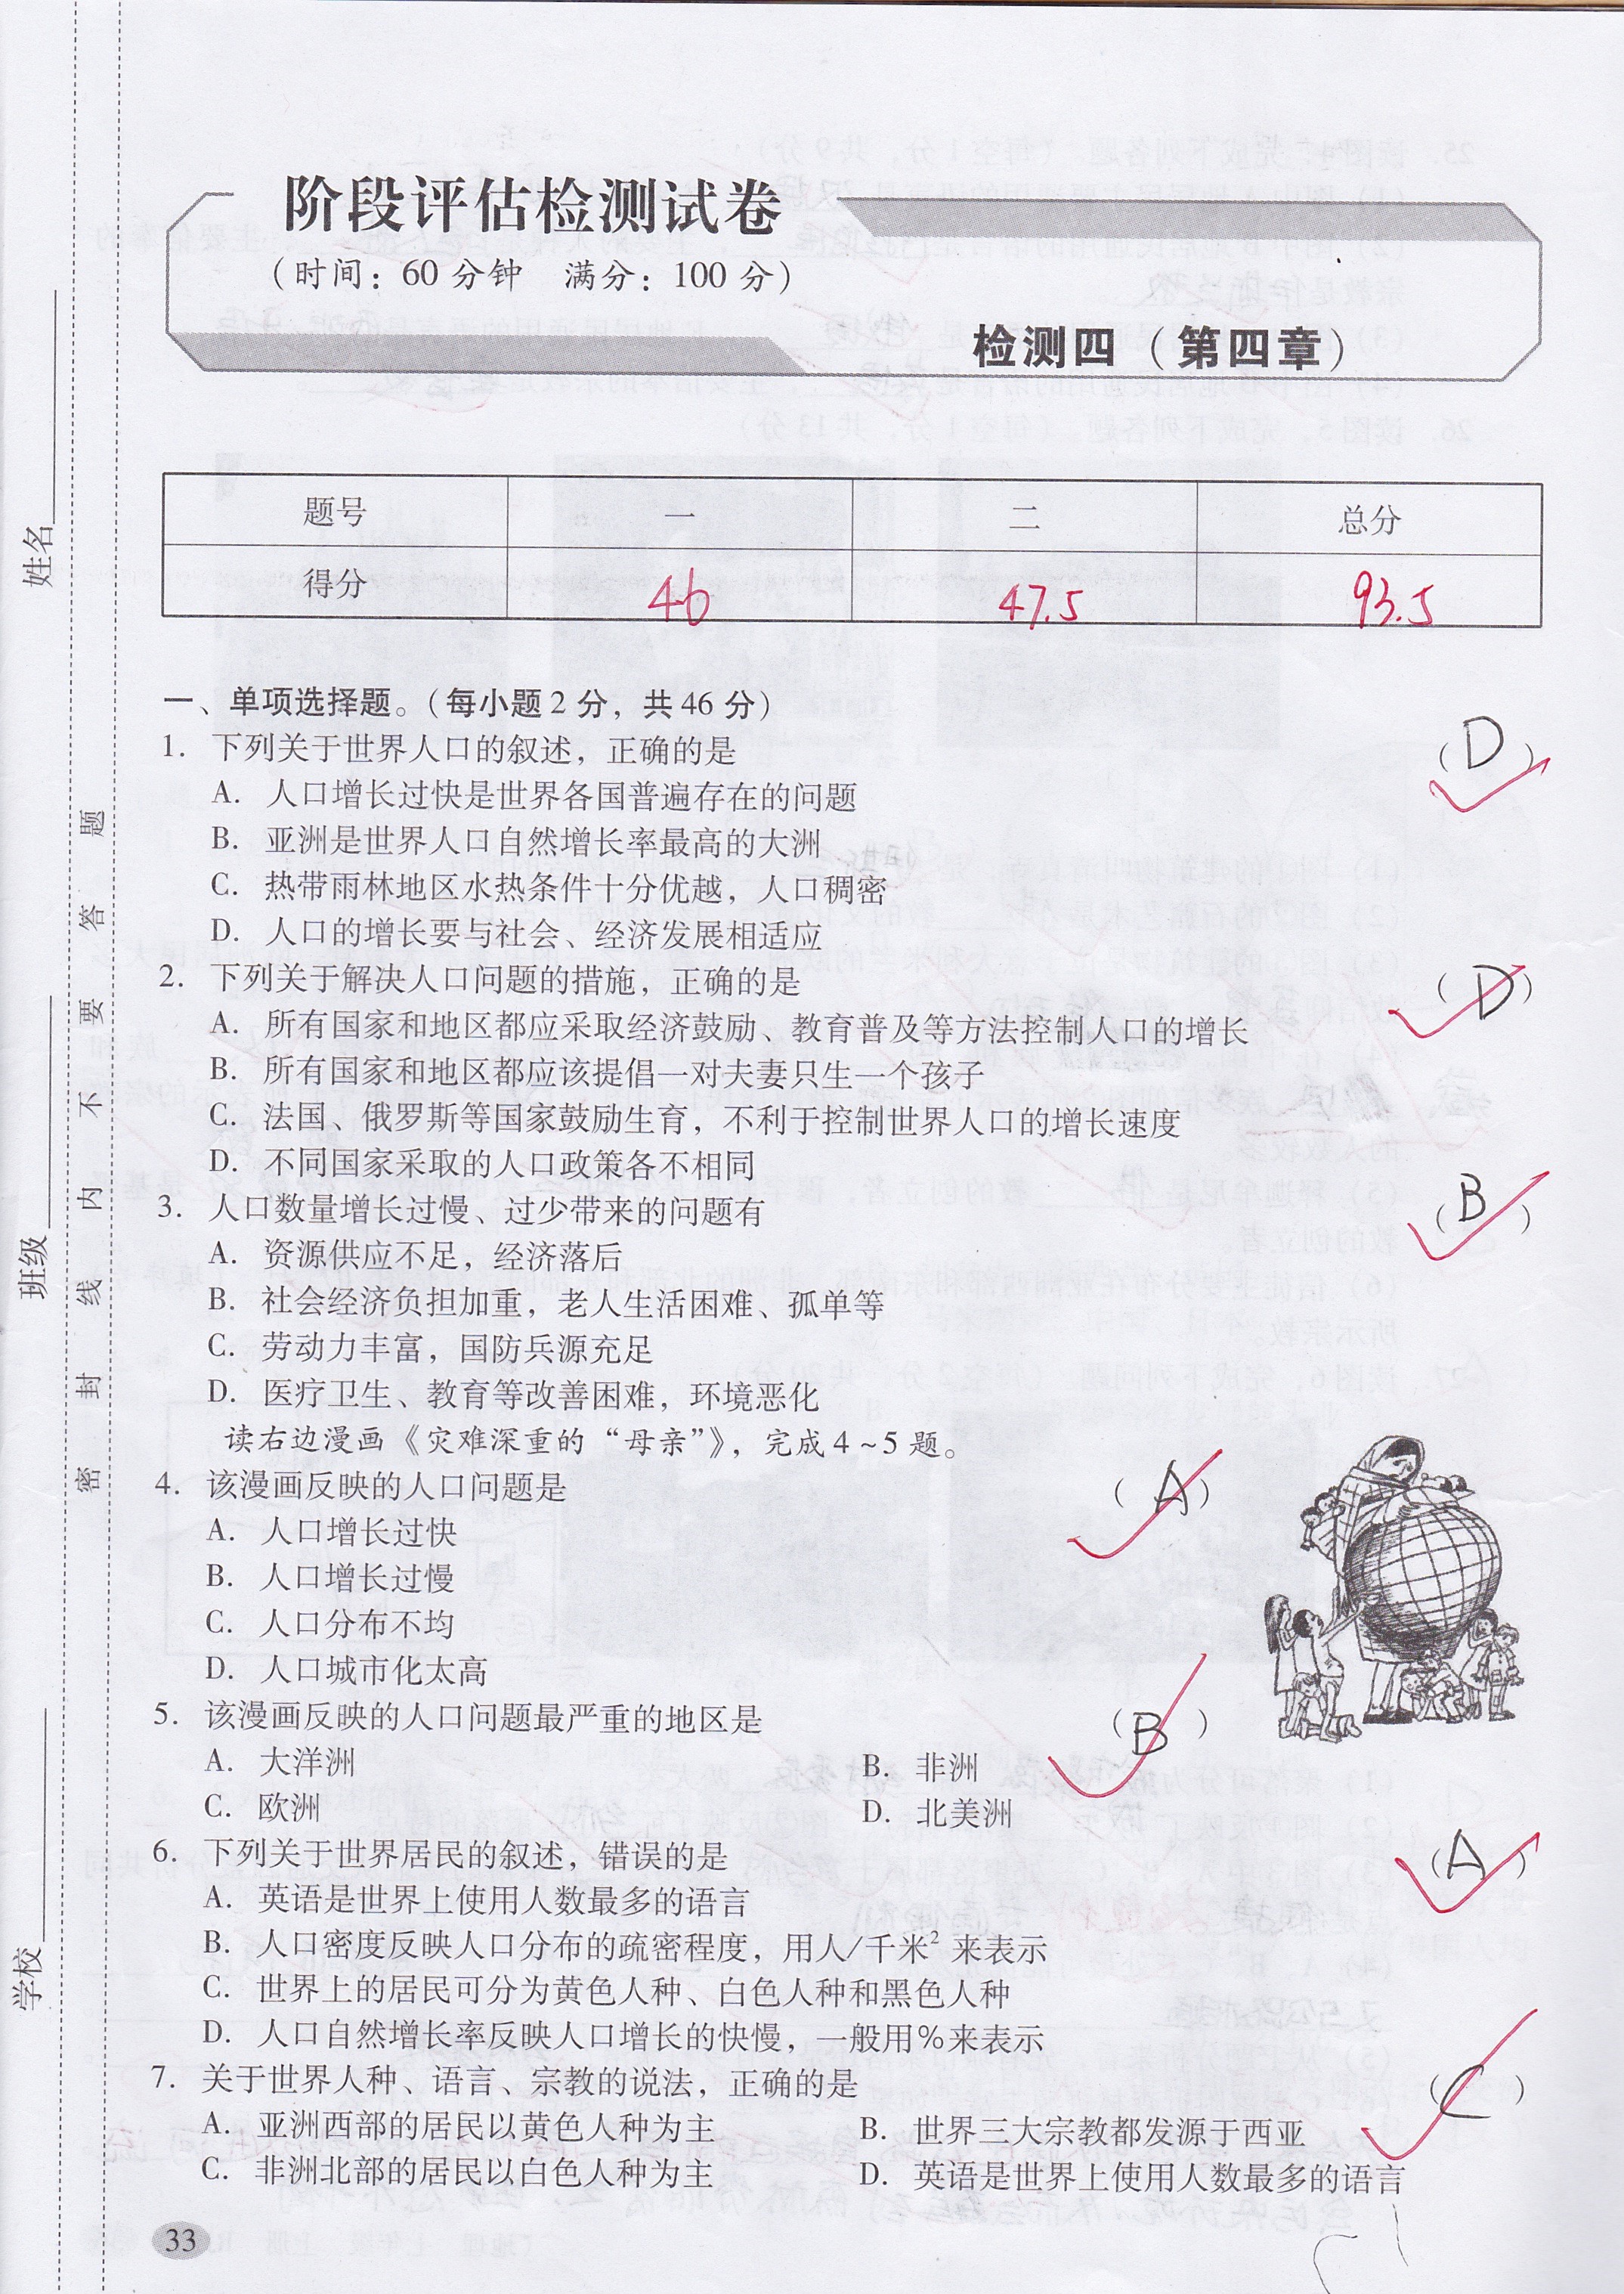 阶段评估检测试卷
（时间：60 分钟　满分：100 分）
检测四（第四章）
题号 一 二 总分
得分 46 47.5 93.5
一、单项选择题。（每小题 2 分，共 46 分）
1. 下列关于世界人口的叙述，正确的是 （D）
A. 人口增长过快是世界各国普遍存在的问题
B. 亚洲是世界人口自然增长率最高的大洲
C. 热带雨林地区水热条件十分优越，人口稠密
D. 人口的增长要与社会、经济发展相适应
2. 下列关于解决人口问题的措施，正确的是 （D）
A. 所有国家和地区都应采取经济鼓励、教育普及等方法控制人口的增长
B. 所有国家和地区都应该提倡一对夫妻只生一个孩子
C. 法国、俄罗斯等国家鼓励生育，不利于控制世界人口的增长速度
D. 不同国家采取的人口政策各不相同
3. 人口数量增长过慢、过少带来的问题有 （B）
A. 资源供应不足，经济落后
B. 社会经济负担加重，老人生活困难、孤单等
C. 劳动力丰富，国防兵源充足
D. 医疗卫生、教育等改善困难，环境恶化
读右边漫画《灾难深重的“母亲”》，完成 4～5 题。
4. 该漫画反映的人口问题是 （A）
A. 人口增长过快
B. 人口增长过慢
C. 人口分布不均
D. 人口城市化太高
5. 该漫画反映的人口问题最严重的地区是 （B）
A. 大洋洲 B. 非洲
C. 欧洲 D. 北美洲
6. 下列关于世界居民的叙述，错误的是 （A）
A. 英语是世界上使用人数最多的语言
B. 人口密度反映人口分布的疏密程度，用人/千米² 来表示
C. 世界上的居民可分为黄色人种、白色人种和黑色人种
D. 人口自然增长率反映人口增长的快慢，一般用%来表示
7. 关于世界人种、语言、宗教的说法，正确的是 （C）
A. 亚洲西部的居民以黄色人种为主 B. 世界三大宗教都发源于西亚
C. 非洲北部的居民以白色人种为主 D. 英语是世界上使用人数最多的语言
33
学校
班级
姓名
密 封 线 内 不 要 答 题